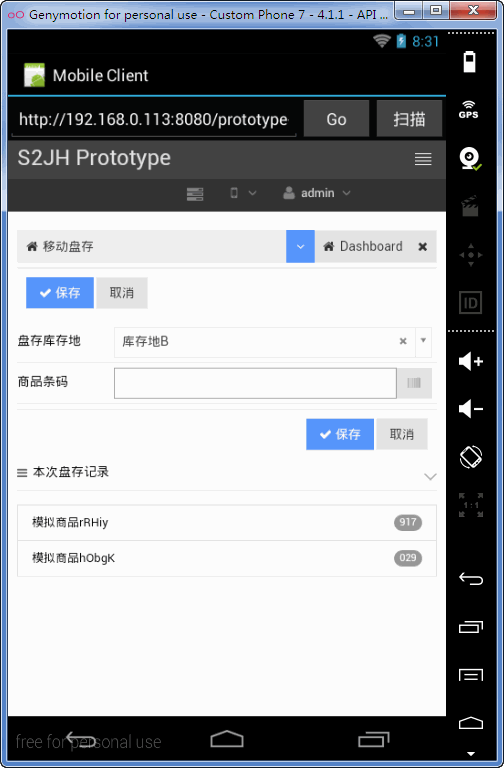 Genymotion for personal use - Custom Phone 7 - 4.1.1 - API ...
8:31
Mobile Client
GPS
http://192.168.0.113:8080/prototype
Go
扫描
S2JH Prototype
admin
移动盘存
Dashboard
ID
保存
取消
盘存库存地
库存地B
商品条码
保存
取消
本次盘存记录
1:1
模拟商品rRHiy
917
模拟商品hObgK
029
free for personal use